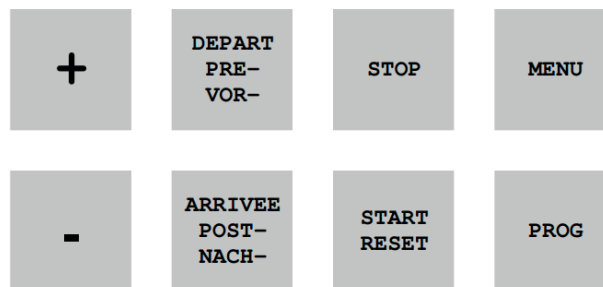 +
DEPART
PRE-
VOR-
STOP
MENU
-
ARRIVEE
POST-
NACH-
START
RESET
PROG